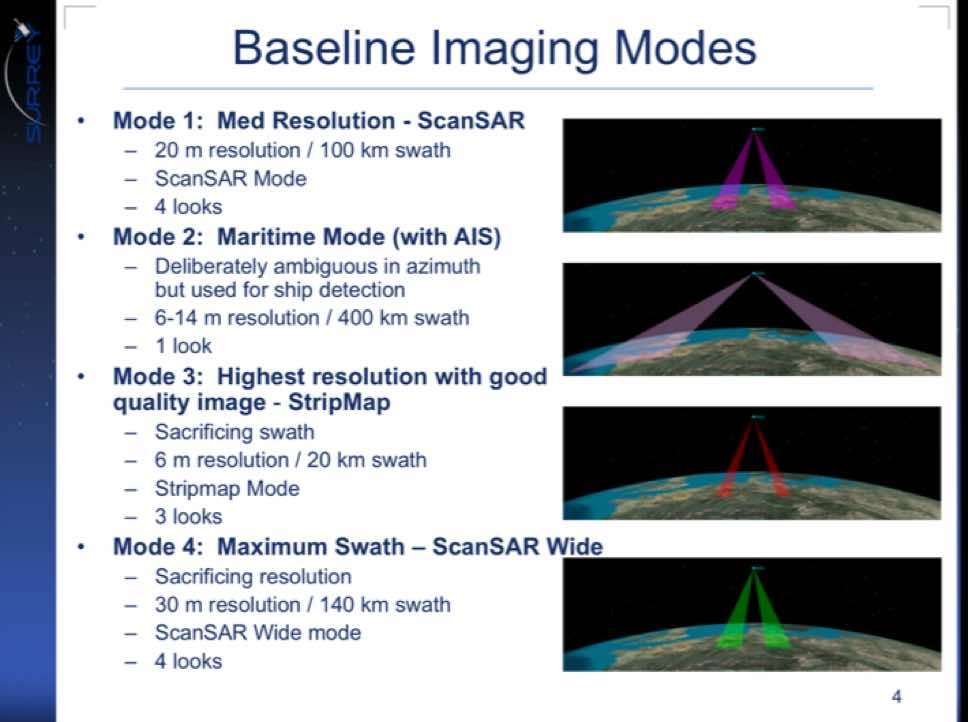 SURREY
Baseline Imaging Modes
• Mode 1: Med Resolution - ScanSAR
– 20 m resolution / 100 km swath
– ScanSAR Mode
– 4 looks
• Mode 2: Maritime Mode (with AIS)
– Deliberately ambiguous in azimuth
but used for ship detection
– 6-14 m resolution / 400 km swath
– 1 look
• Mode 3: Highest resolution with good
quality image - StripMap
– Sacrificing swath
– 6 m resolution / 20 km swath
– Stripmap Mode
– 3 looks
• Mode 4: Maximum Swath – ScanSAR Wide
– Sacrificing resolution
– 30 m resolution / 140 km swath
– ScanSAR Wide mode
– 4 looks
4